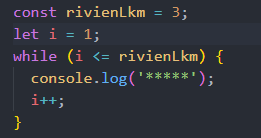 const rivienLkm = 3;
let i = 1;
while (i <= rivienLkm) {
  console.log('*****');
  i++;
}